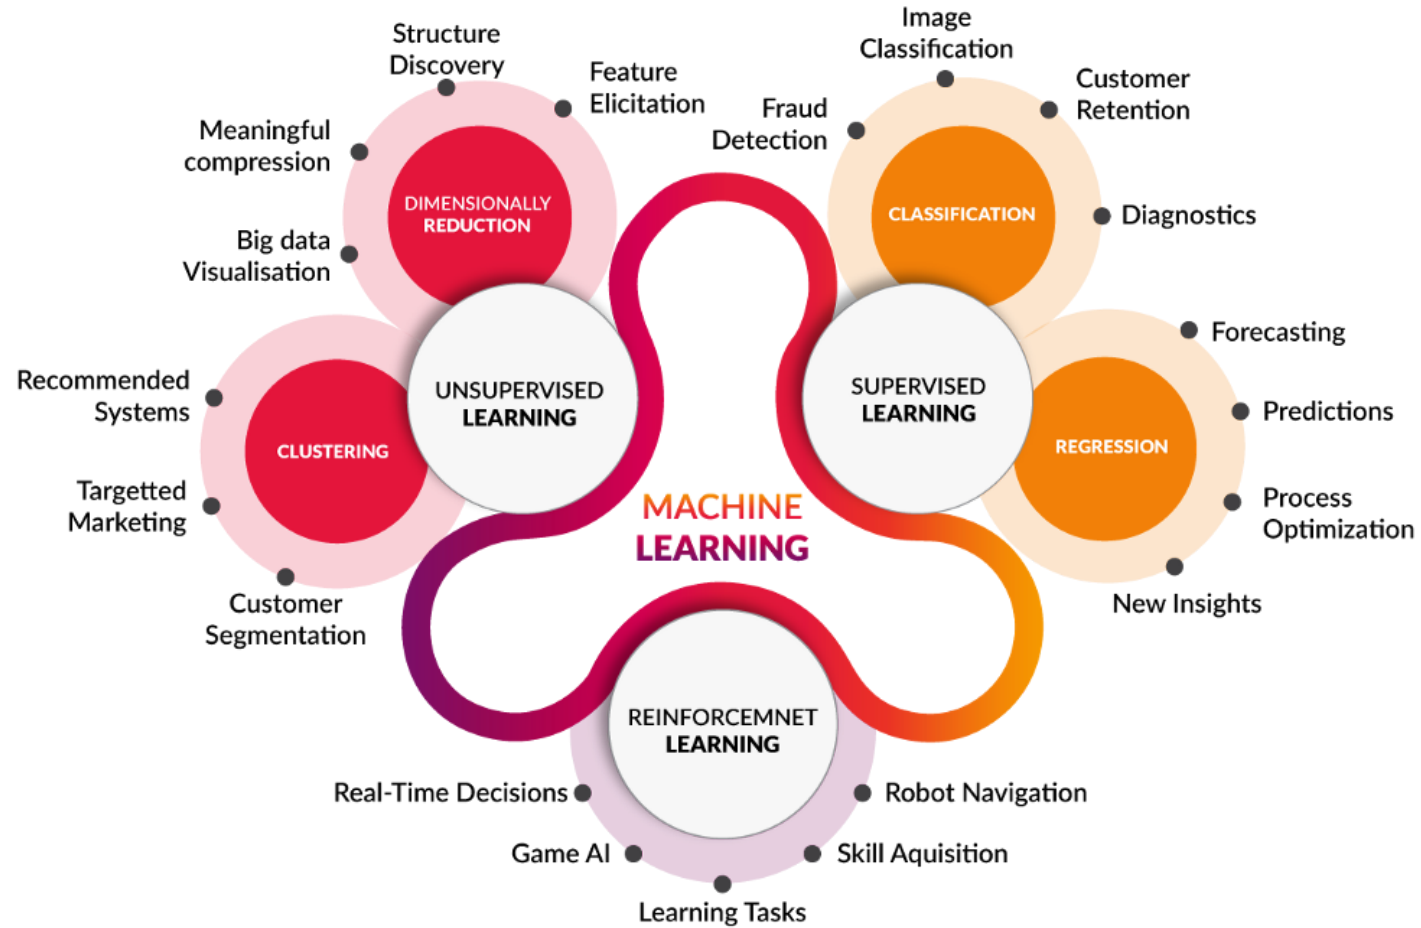 Structure
Discovery
Feature
Elicitation
Meaningful
compression
Big data
Visualisation
DIMENSIONALLY
REDUCTION
Recommended
Systems
Targetted
Marketing
Customer
Segmentation
CLUSTERING
UNSUPERVISED
LEARNING
Image
Classification
Customer
Retention
Fraud
Detection
Diagnostics
CLASSIFICATION
Forecasting
Predictions
Process
Optimization
New Insights
REGRESSION
SUPERVISED
LEARNING
MACHINE
LEARNING
REINFORCEMNET
LEARNING
Real-Time Decisions
Game AI
Learning Tasks
Skill Aquisition
Robot Navigation